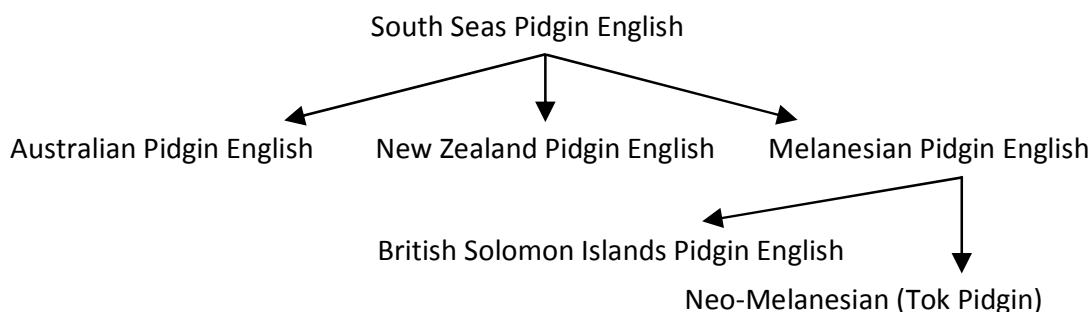 South Seas Pidgin English
Australian Pidgin English New Zealand Pidgin English Melanesian Pidgin English
British Solomon Islands Pidgin English
Neo-Melanesian (Tok Pidgin)